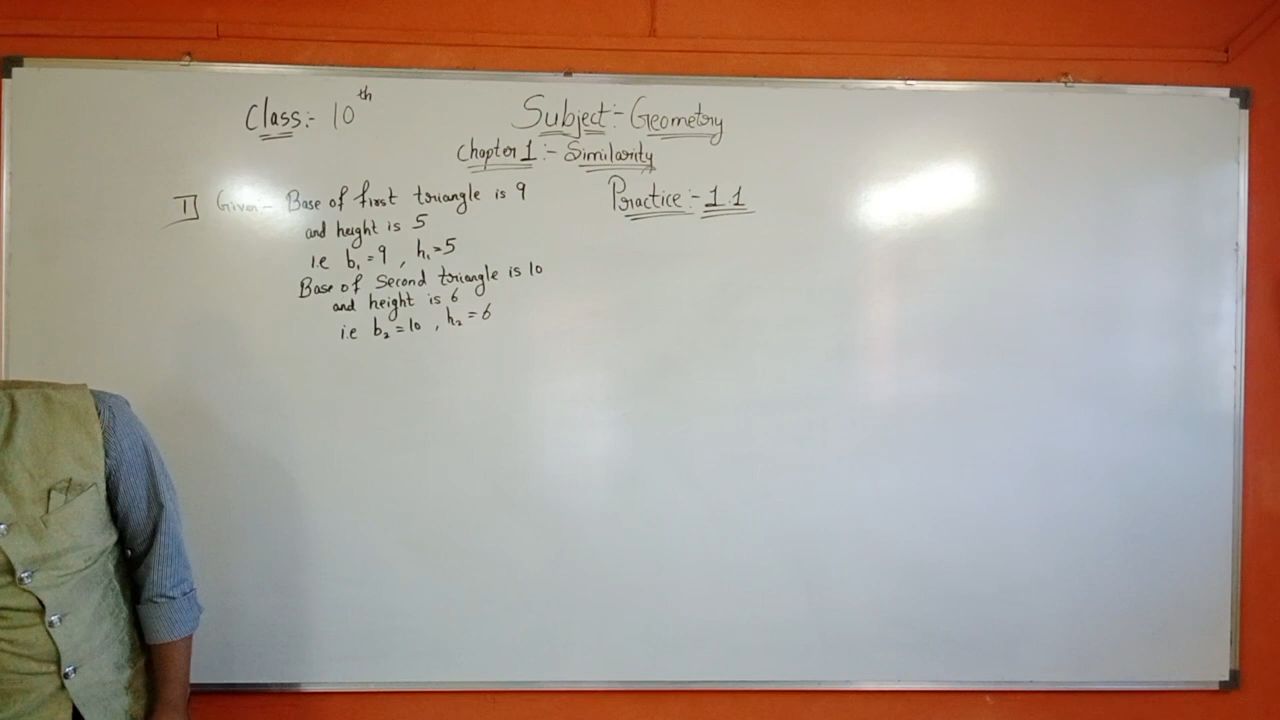 Class:- 10th
Subject:- Geometry
Chapter 1:- Similarity
Practice:- 1.1
1] Given- Base of first triangle is 9
and height is 5
i.e b₁ = 9 , h₁ = 5
Base of Second triangle is 10
and height is 6
i.e b₂ = 10 , h₂ = 6